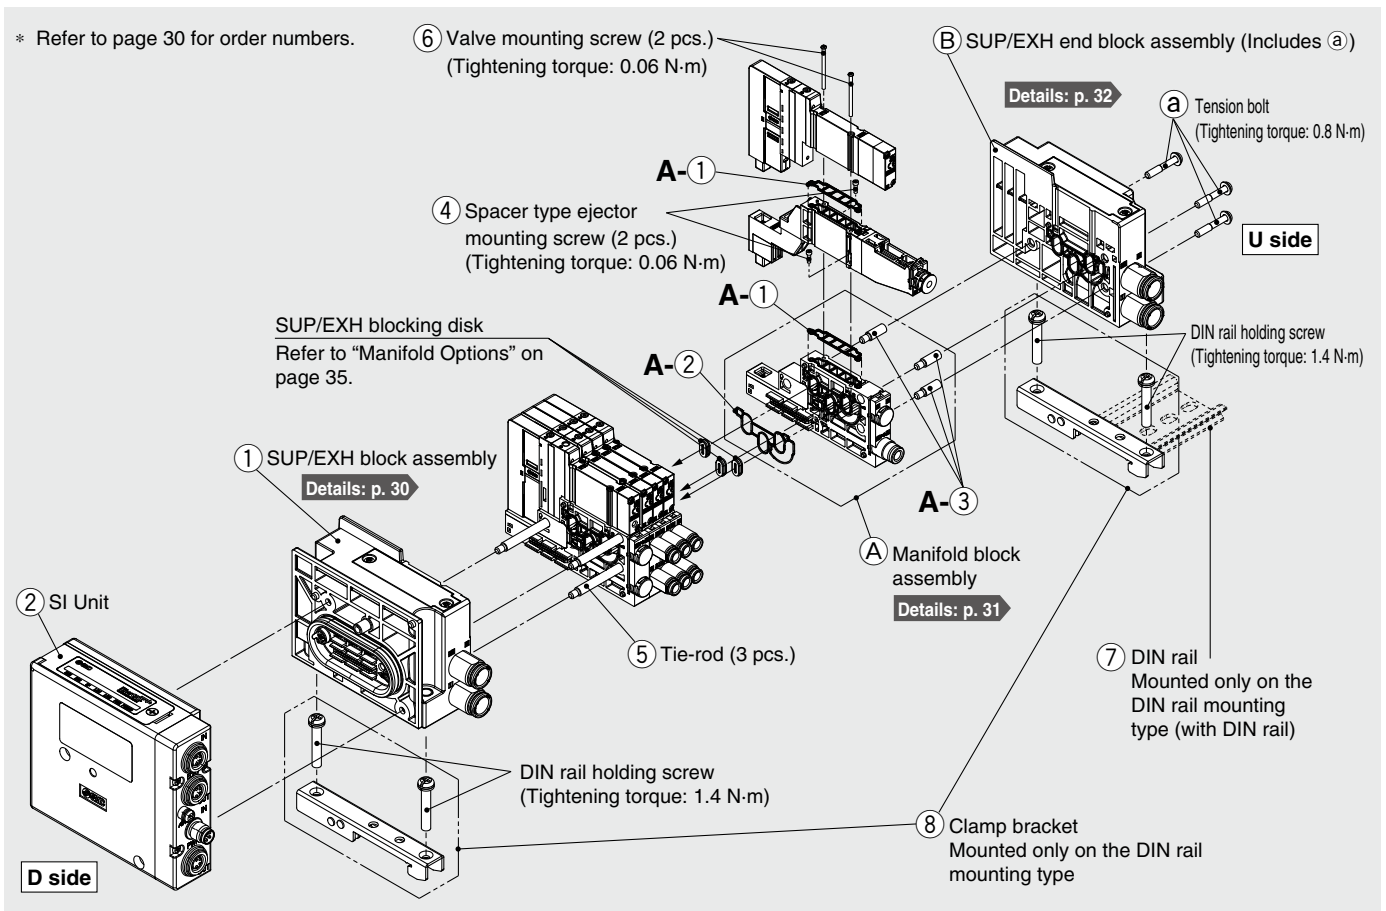 * Refer to page 30 for order numbers.
⑥ Valve mounting screw (2 pcs.)
(Tightening torque: 0.06 N·m)
Ⓑ SUP/EXH end block assembly (Includes ⓐ)
Details: p. 32
ⓐ Tension bolt
(Tightening torque: 0.8 N·m)
A-①
④ Spacer type ejector
mounting screw (2 pcs.)
(Tightening torque: 0.06 N·m)
U side
A-①
SUP/EXH blocking disk
Refer to “Manifold Options” on
page 35.
DIN rail holding screw
(Tightening torque: 1.4 N·m)
A-②
① SUP/EXH block assembly
Details: p. 30
A-③
Ⓐ Manifold block
assembly
Details: p. 31
② SI Unit
⑤ Tie-rod (3 pcs.)
⑦ DIN rail
Mounted only on the
DIN rail mounting
type (with DIN rail)
DIN rail holding screw
(Tightening torque: 1.4 N·m)
⑧ Clamp bracket
Mounted only on the DIN rail
mounting type
D side